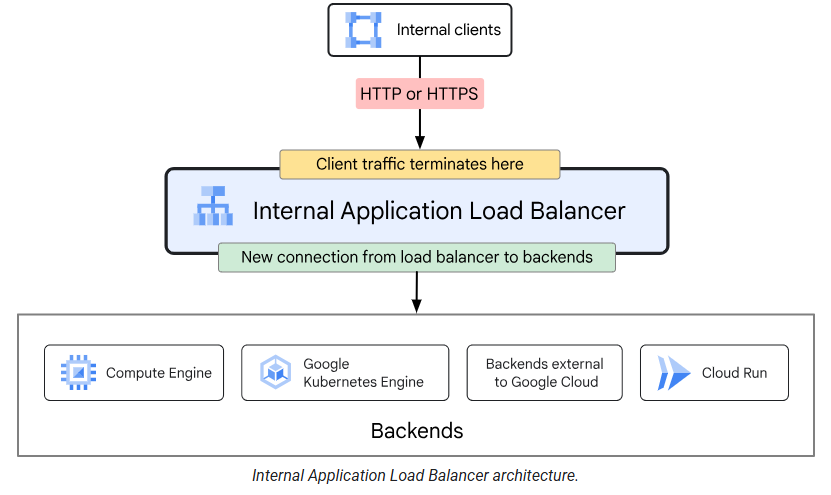 Internal clients
HTTP or HTTPS
Client traffic terminates here
Internal Application Load Balancer
New connection from load balancer to backends
Compute Engine
Google
Kubernetes Engine
Backends external
to Google Cloud
Cloud Run
Backends
Internal Application Load Balancer architecture.